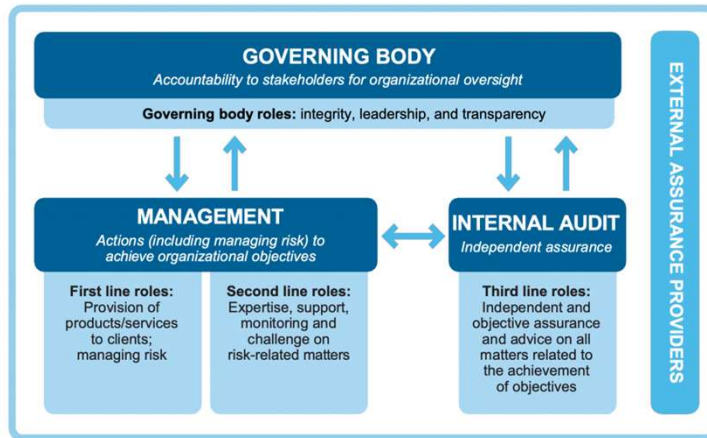 GOVERNING BODY
Accountability to stakeholders for organizational oversight
Governing body roles: integrity, leadership, and transparency
MANAGEMENT
Actions (including managing risk) to
achieve organizational objectives
First line roles:
Provision of
products/services
to clients;
managing risk
Second line roles:
Expertise, support,
monitoring and
challenge on
risk-related matters
INTERNAL AUDIT
Independent assurance
Third line roles:
Independent and
objective assurance
and advice on all
matters related to
the achievement
of objectives
EXTERNAL ASSURANCE PROVIDERS